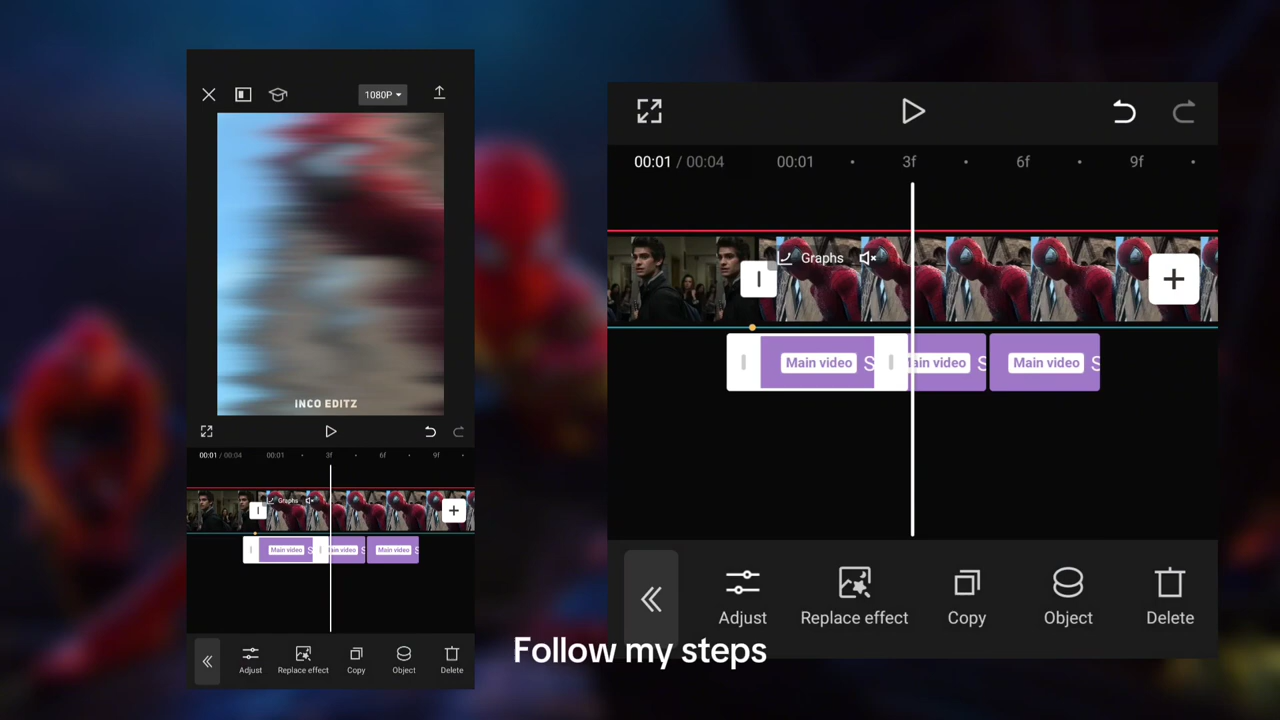 1080P
iNCO EDITZ
00:01 / 00:04 00:01 3f 6f 9f
Graphs
Main video S
ain video S
Main video
Adjust
Replace effect
Copy
Object
Delete
00:01 / 00:04 00:01 3f 6f 9f
Graphs
Main video S
ain video S
Main video S
Adjust
Replace effect
Copy
Object
Delete
Follow my steps